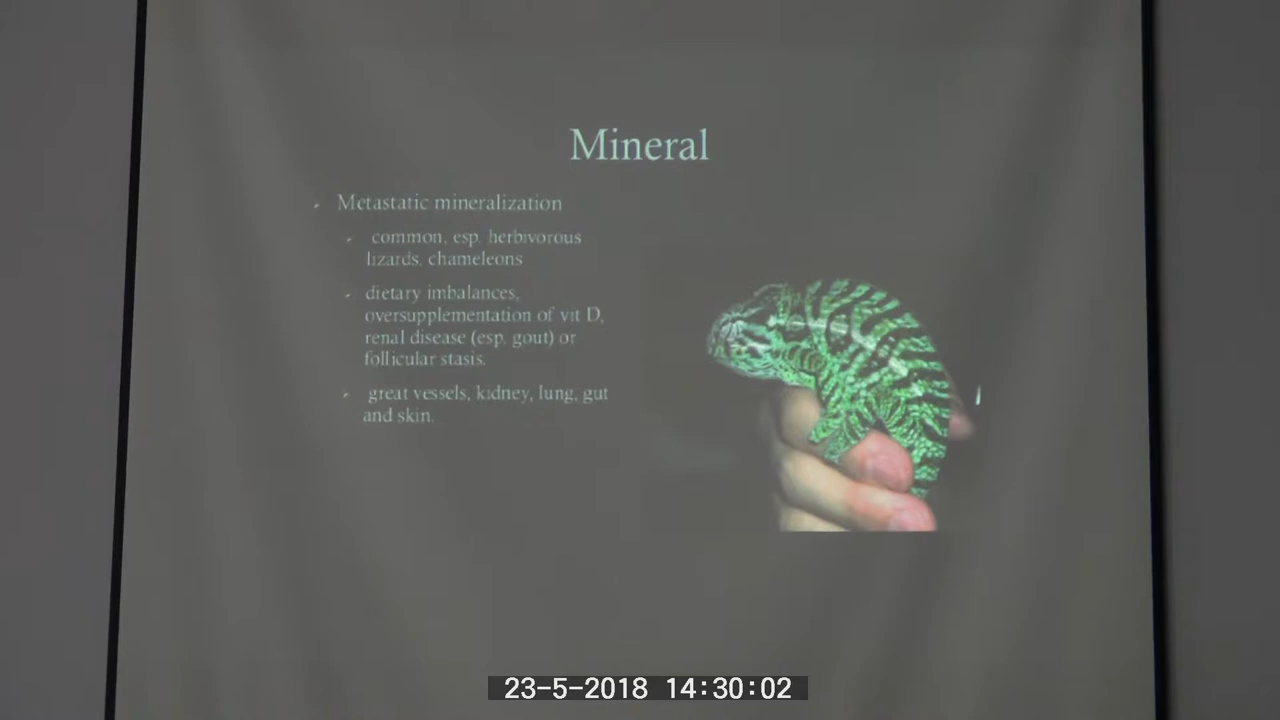 Mineral
Metastatic mineralization
common, esp. herbivorous
lizards, chameleons
dietary imbalances,
oversupplementation of vit D,
renal disease (esp. gout) or
follicular stasis.
great vessels, kidney, lung, gut
and skin.
23-5-2018 14:30:02